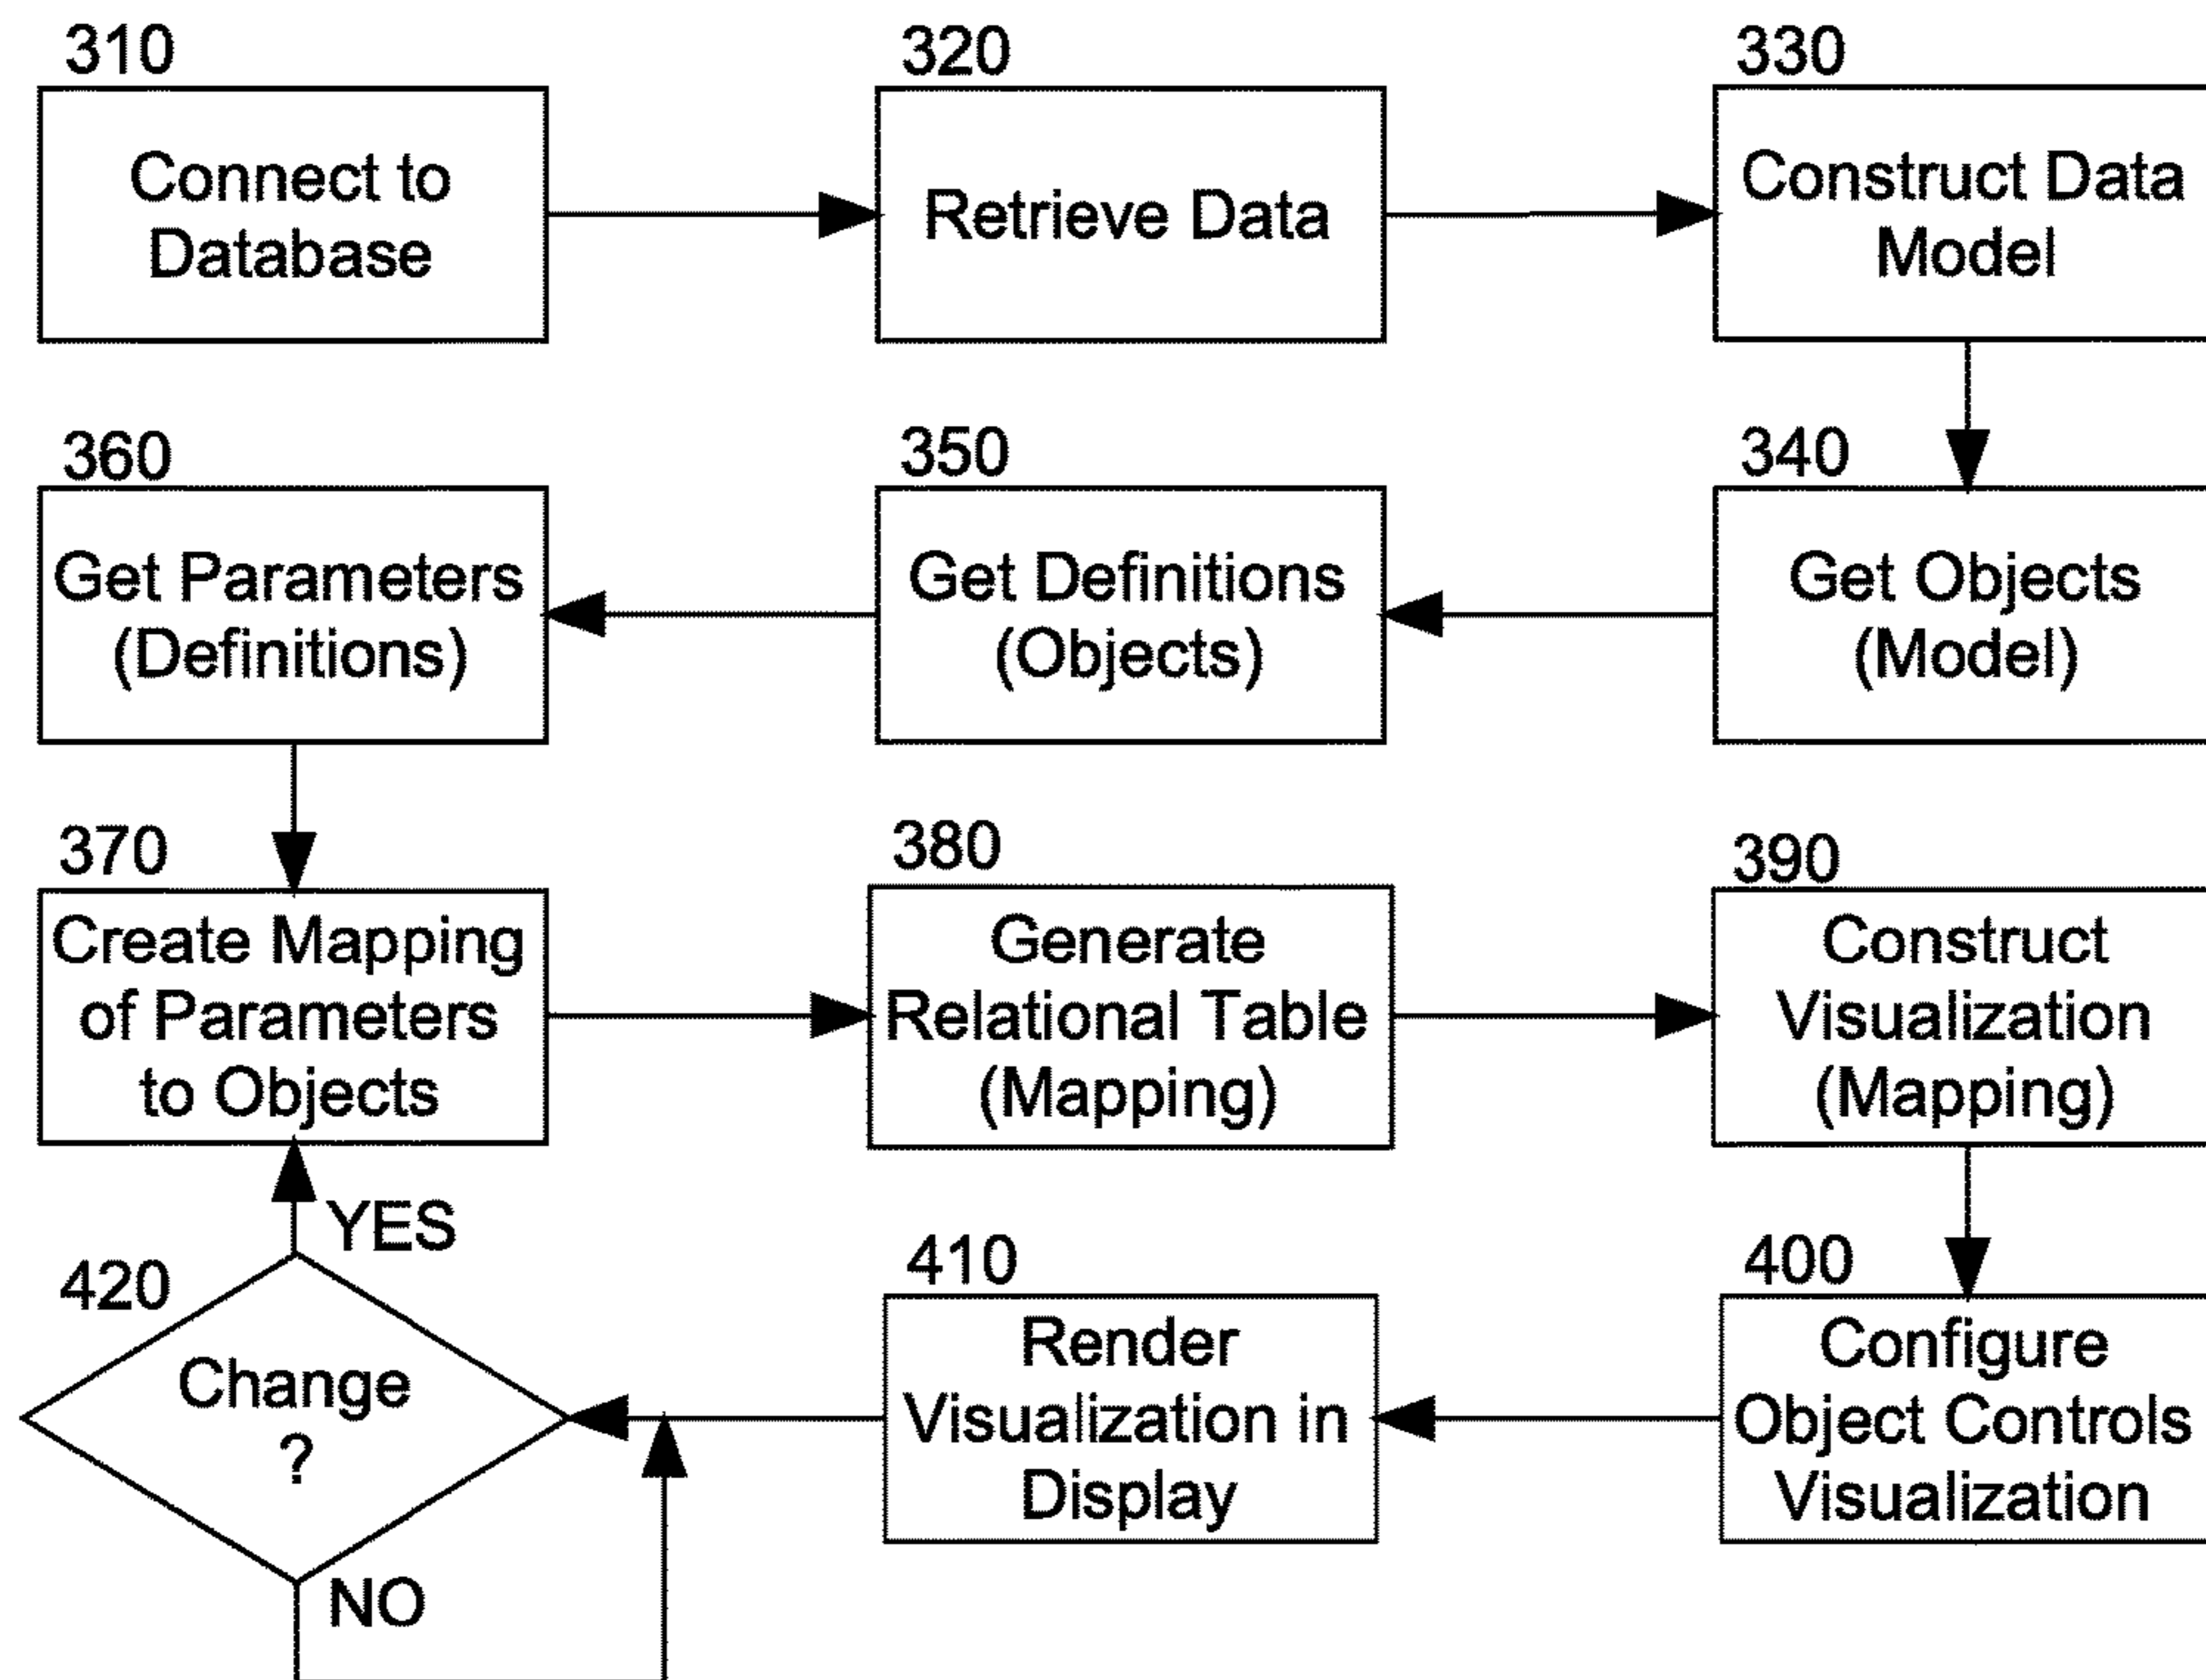 310
Connect to
Database
320
Retrieve Data
330
Construct Data
Model
340
Get Objects
(Model)
350
Get Definitions
(Objects)
360
Get Parameters
(Definitions)
370
Create Mapping
of Parameters
to Objects
380
Generate
Relational Table
(Mapping)
390
Construct
Visualization
(Mapping)
400
Configure
Object Controls
Visualization
410
Render
Visualization in
Display
420
Change
?
YES
NO